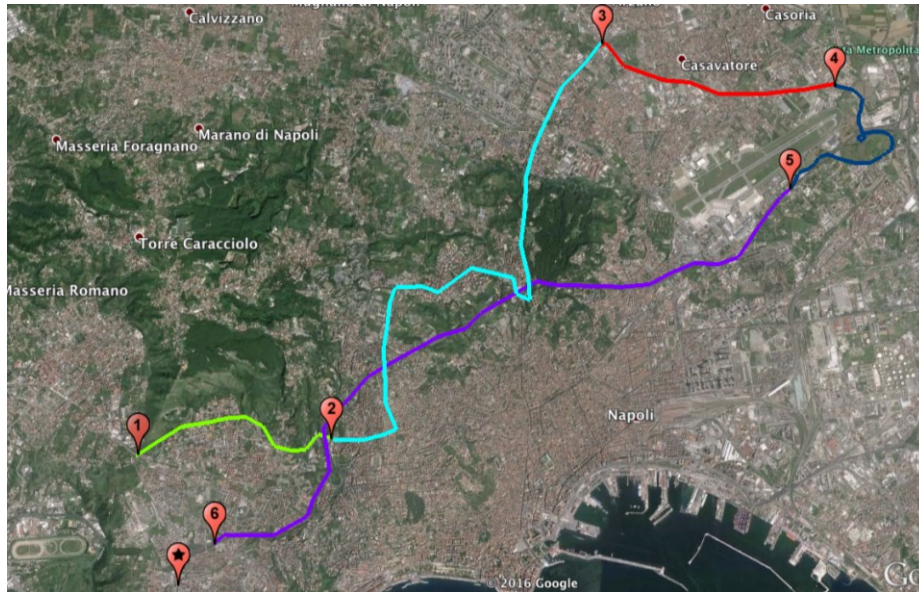 Calvizzano
3
Casoria
Casavatore
4
Marano di Napoli
Masseria Foragnano
5
Torre Caracciolo
Masseria Romano
2
1
Napoli
6
© 2016 Google